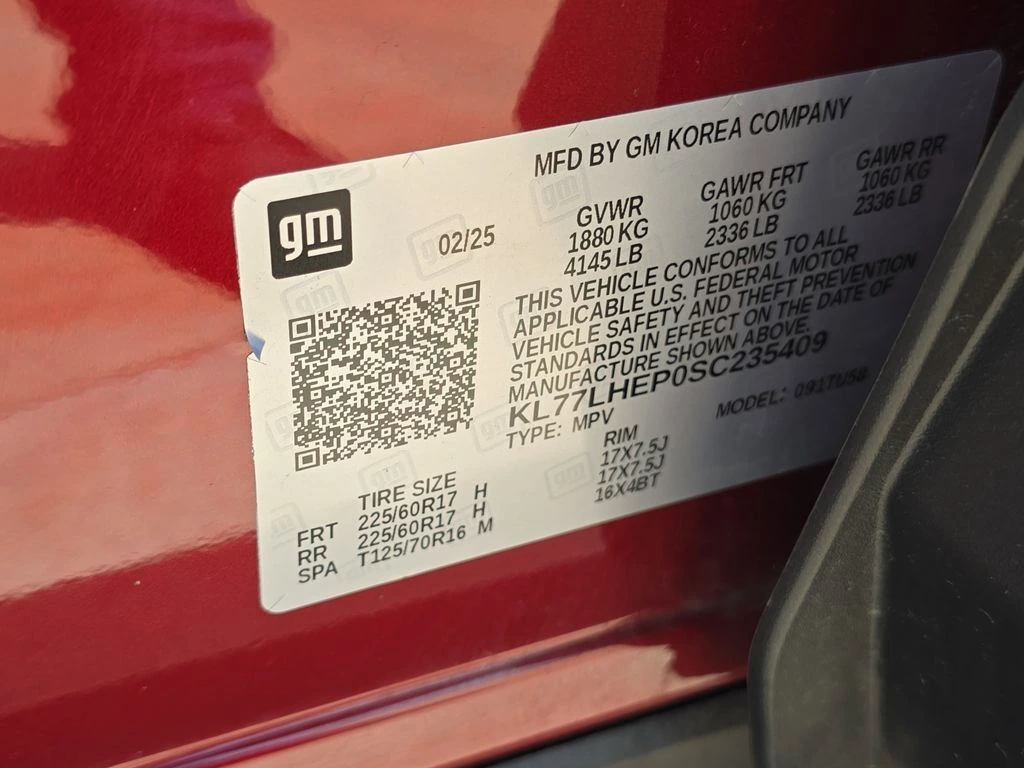 MFD BY GM KOREA COMPANY
gm
02/25
GVWR
1880 KG
4145 LB
GAWR FRT
1060 KG
2336 LB
GAWR RR
1060 KG
2336 LB
THIS VEHICLE CONFORMS TO ALL
APPLICABLE U.S. FEDERAL MOTOR
VEHICLE SAFETY AND THEFT PREVENTION
STANDARDS IN EFFECT ON THE DATE OF
MANUFACTURE SHOWN ABOVE.
KL77LHEP0SC235409
TYPE: MPV
MODEL:
TIRE SIZE RIM
FRT 225/60R17 H 17X7.5J
RR 225/60R17 H 17X7.5J
SPA T125/70R16 M 16X4BT